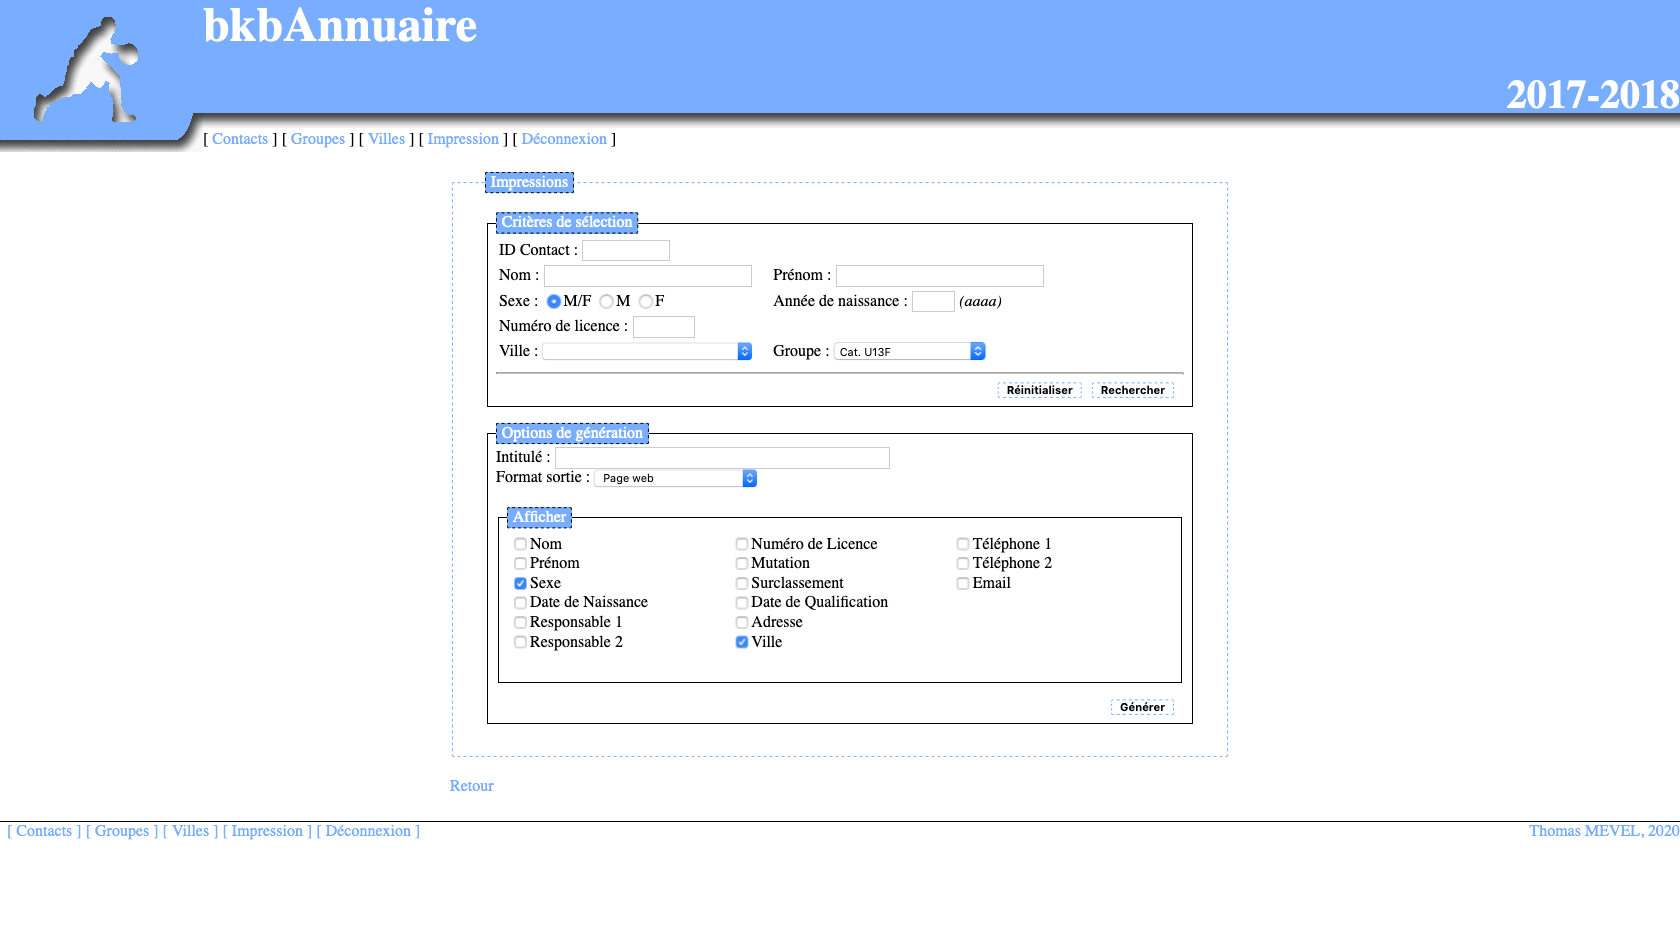 bkbAnnuaire
2017-2018
[ Contacts ] [ Groupes ] [ Villes ] [ Impression ] [ Déconnexion ]
Impressions
Critères de sélection
ID Contact :
Nom : Prénom :
Sexe : M/F M F Année de naissance : (aaaa)
Numéro de licence :
Ville : Groupe : Cat. U13F
Réinitialiser Rechercher
Options de génération
Intitulé :
Format sortie : Page web
Afficher
Nom Numéro de Licence Téléphone 1
Prénom Mutation Téléphone 2
Sexe Surclassement Email
Date de Naissance Date de Qualification
Responsable 1 Adresse
Responsable 2 Ville
Générer
Retour
[ Contacts ] [ Groupes ] [ Villes ] [ Impression ] [ Déconnexion ] Thomas MEVEL, 2020